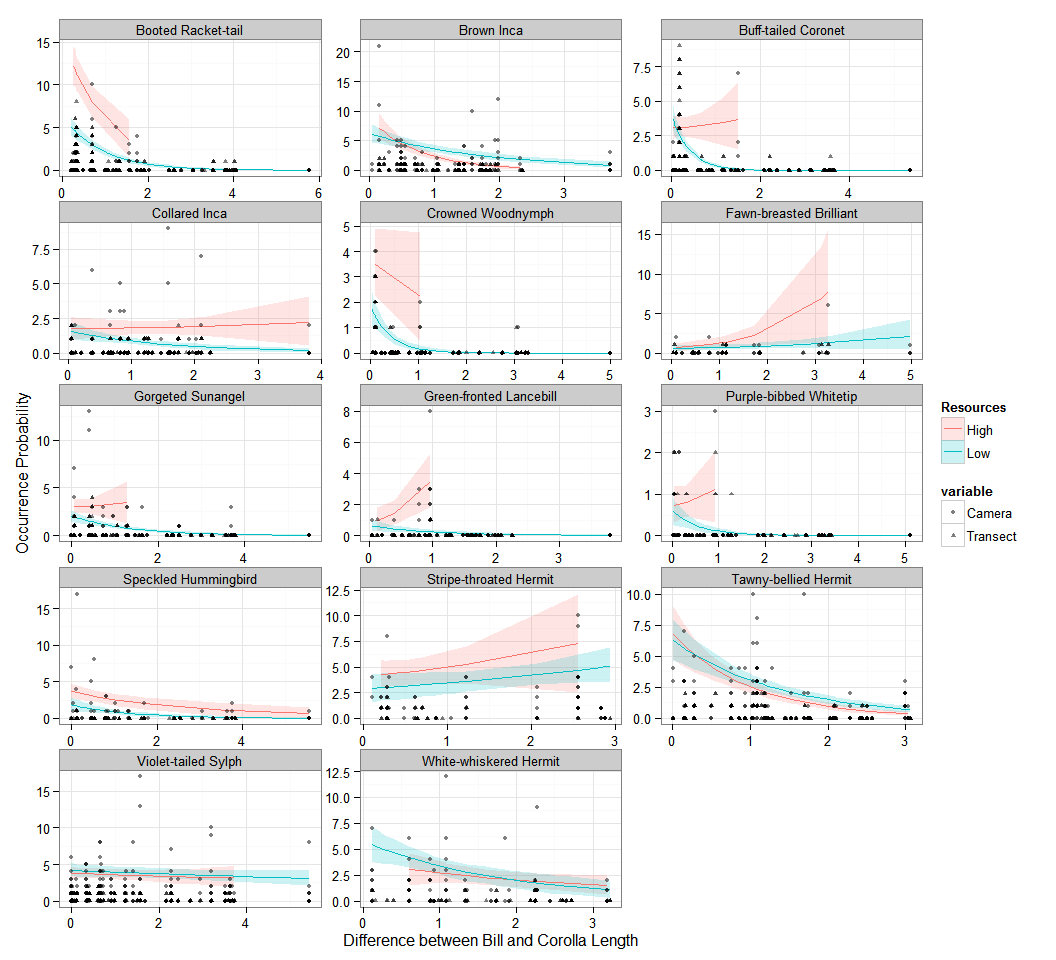 Booted Racket-tail
Brown Inca
Buff-tailed Coronet
15
10
5
0
0 2 4 6
20
15
10
5
0
0 1 2 3
7.5
5.0
2.5
0.0
0 2 4
Collared Inca
Crowned Woodnymph
Fawn-breasted Brilliant
7.5
5.0
2.5
0.0
0 1 2 3 4
5
4
3
2
1
0
0 1 2 3 4 5
15
10
5
0
0 1 2 3 4 5
Gorgeted Sunangel
Green-fronted Lancebill
Purple-bibbed Whitetip
10
5
0
0 2 4
8
6
4
2
0
0 1 2 3
3
2
1
0
0 1 2 3 4 5
Speckled Hummingbird
Stripe-throated Hermit
Tawny-bellied Hermit
15
10
5
0
0 2 4
12.5
10.0
7.5
5.0
2.5
0.0
0 1 2 3
10.0
7.5
5.0
2.5
0.0
0 1 2 3
Violet-tailed Sylph
White-whiskered Hermit
15
10
5
0
0 2 4
12.5
10.0
7.5
5.0
2.5
0.0
0 1 2 3
Occurrence Probability
Difference between Bill and Corolla Length
Resources
High
Low
variable
Camera
Transect